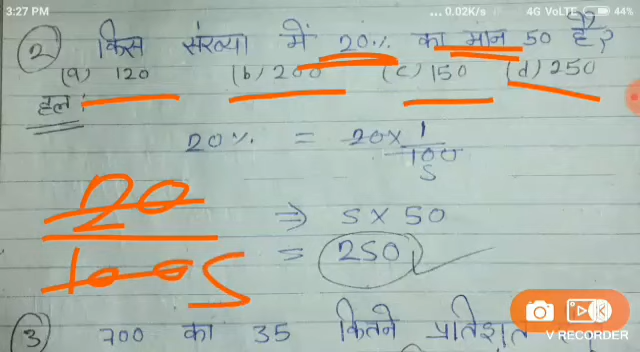 3:27 PM ...0.02K/s 4G VoLTE 44%
(2) किस संख्या में 20% का मान 50 है?
(a) 120 (b) 200 (c) 150 (d) 250
हल:
20% = 20 × 1/100
5
20
100 5
⇒ 5 × 50
= 250
(3) 700 का 35 कितने प्रतिशत
V RECORDER